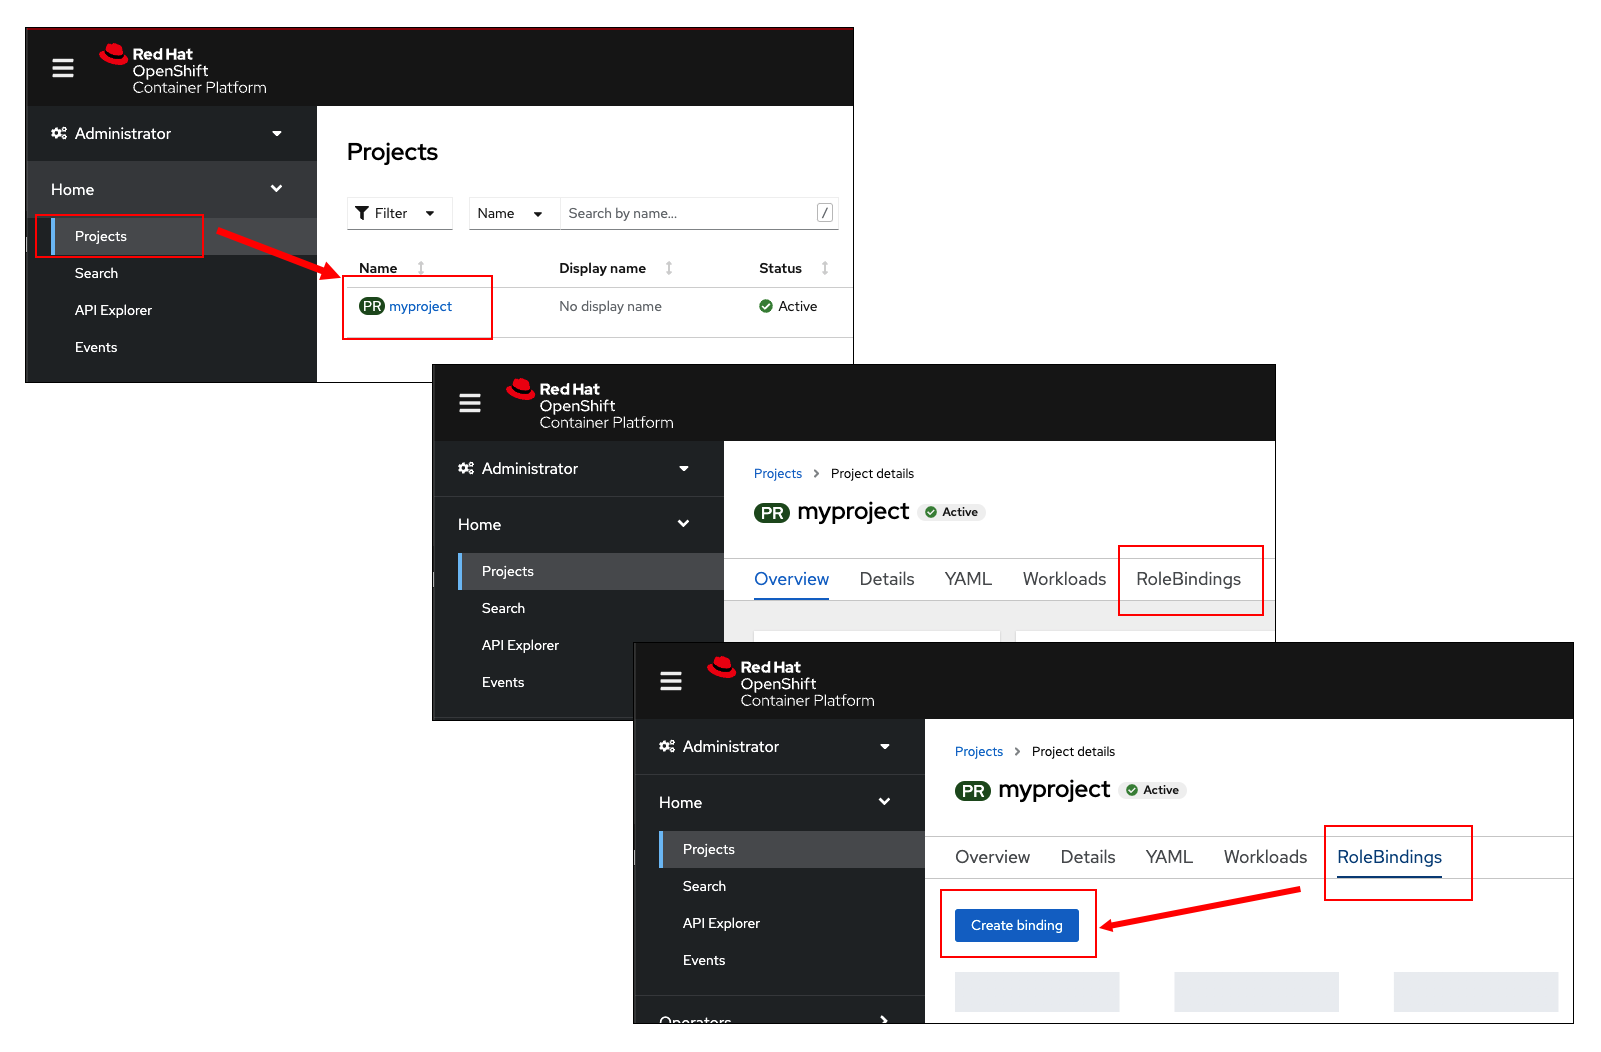 Red Hat
OpenShift
Container Platform
Administrator
Home
Projects
Search
API Explorer
Events
Projects
Filter
Name
Search by name...
/
Name Display name Status
PR myproject No display name Active
Red Hat
OpenShift
Container Platform
Administrator
Home
Projects
Search
API Explorer
Events
Projects > Project details
PR myproject Active
Overview Details YAML Workloads RoleBindings
Red Hat
OpenShift
Container Platform
Administrator
Home
Projects
Search
API Explorer
Events
Operators
Projects > Project details
PR myproject Active
Overview Details YAML Workloads RoleBindings
Create binding